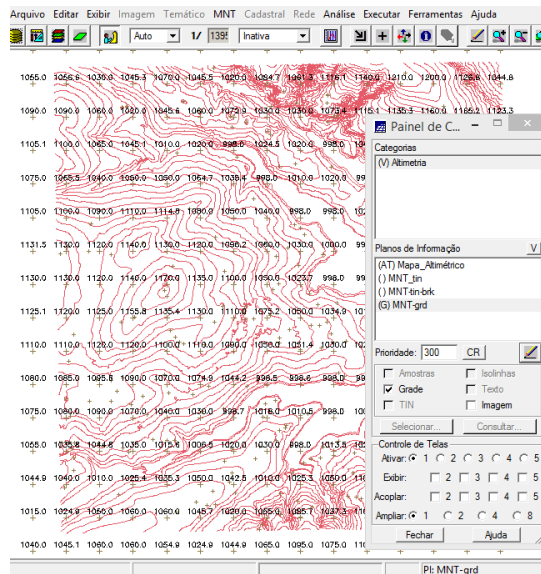 Arquivo Editar Exibir Imagem Temático MNT Cadastral Rede Análise Executar Ferramentas Ajuda
Auto 1/ 139 Inativa
1055.0 1056.6 1030.0 1045.3 1070.0 1045.5 1020.0 1140.0 1210.0 1200.0 1044.8
1090.0 1090.0 1060.0 1045.6 1060.0 1030.0 1030.0 1073.4 1115.1 1135.3 1160.0 1165.2 1123.3
1105.1 1100.0 1065.0 1045.1 1010.0 1020.0 998.0 1024.5 1020.0 998.0
1075.0 1065.5 1040.0 1050.0 1050.0 1064.7 1038.4 998.0 1010.0 1020.0
1105.0 1100.0 1090.0 1110.0 1114.8 1080.0 1050.0 1040.0 998.0 998.0
1131.5 1130.0 1120.0 1140.0 1130.0 1120.0 1096.2 1060.0 1030.0 1000.0
1130.0 1130.0 1120.0 1140.0 1170.0 1135.0 1100.0 1050.0 1023.7 998.0
1125.1 1120.0 1125.0 1155.8 1135.4 1130.0 1110.0 1075.2 1050.0 1034.9
1110.0 1110.0 1120.0 1120.0 1100.0 1110.0 1090.0 1050.0 1051.4 1030.0
1060.0 1065.0 1095.8 1090.0 1070.0 1074.9 1044.2 998.5 998.6 998.0
1075.0 1080.0 1090.0 1070.0 1040.0 1030.0 998.7 1018.0 1010.5 998.0
1055.0 1035.8 1044.8 1035.0 1015.6 1006.5 1020.0 1030.0 998.0 1013.5
1044.9 1040.0 1010.0 1025.4 1035.3 1050.0 1042.5 1010.0 1025.3 1050.0
1015.0 1024.9 1050.0 1060.0 1060.0 1045.7 1020.0 1055.0 1085.7 1037.3
1040.0 1045.1 1060.0 1060.0 1054.9 1024.9 1044.9 1065.0 1095.0 1075.0
Painel de C...
Categorias
(V) Altimetria
Planos de Informação V
(AT) Mapa_Altimétrico
( ) MNT_tin
( ) MNT-tin-brk
(G) MNT-grd
Prioridade: 300 CR
Amostras Isolinhas
Grade Texto
TIN Imagem
Selecionar... Consultar...
Controle de Telas
Ativar: 1 2 3 4 5
Exibir: 2 3 4 5
Acoplar: 2 3 4 5
Ampliar: 1 2 4 8
Fechar Ajuda
PI: MNT-grd